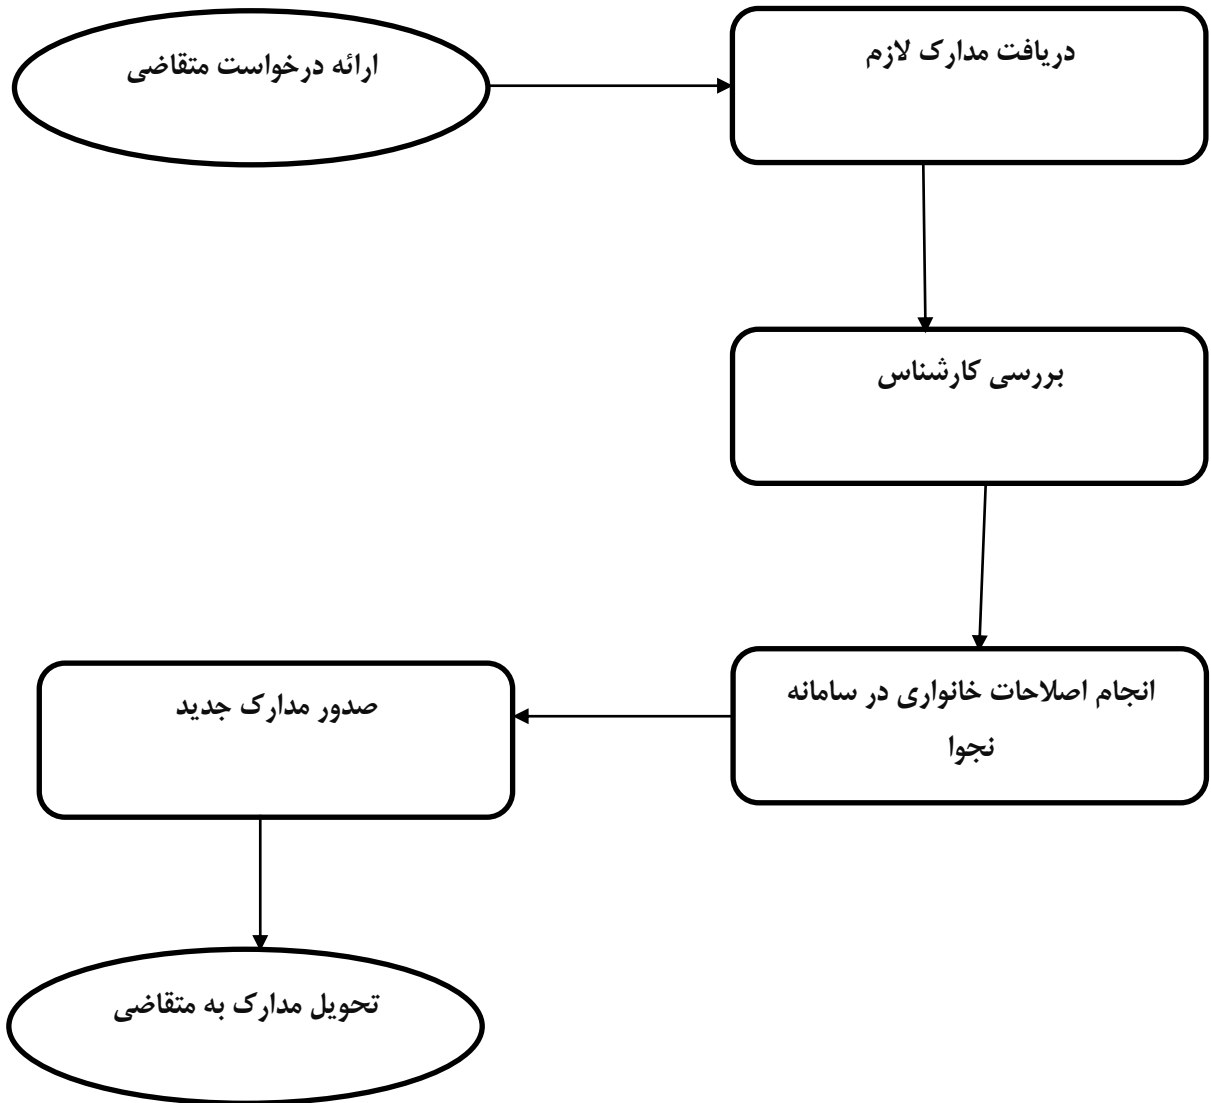 ارائه درخواست متقاضی
دریافت مدارک لازم
بررسی کارشناس
انجام اصلاحات خانواری در سامانه
نجوا
صدور مدارک جدید
تحویل مدارک به متقاضی